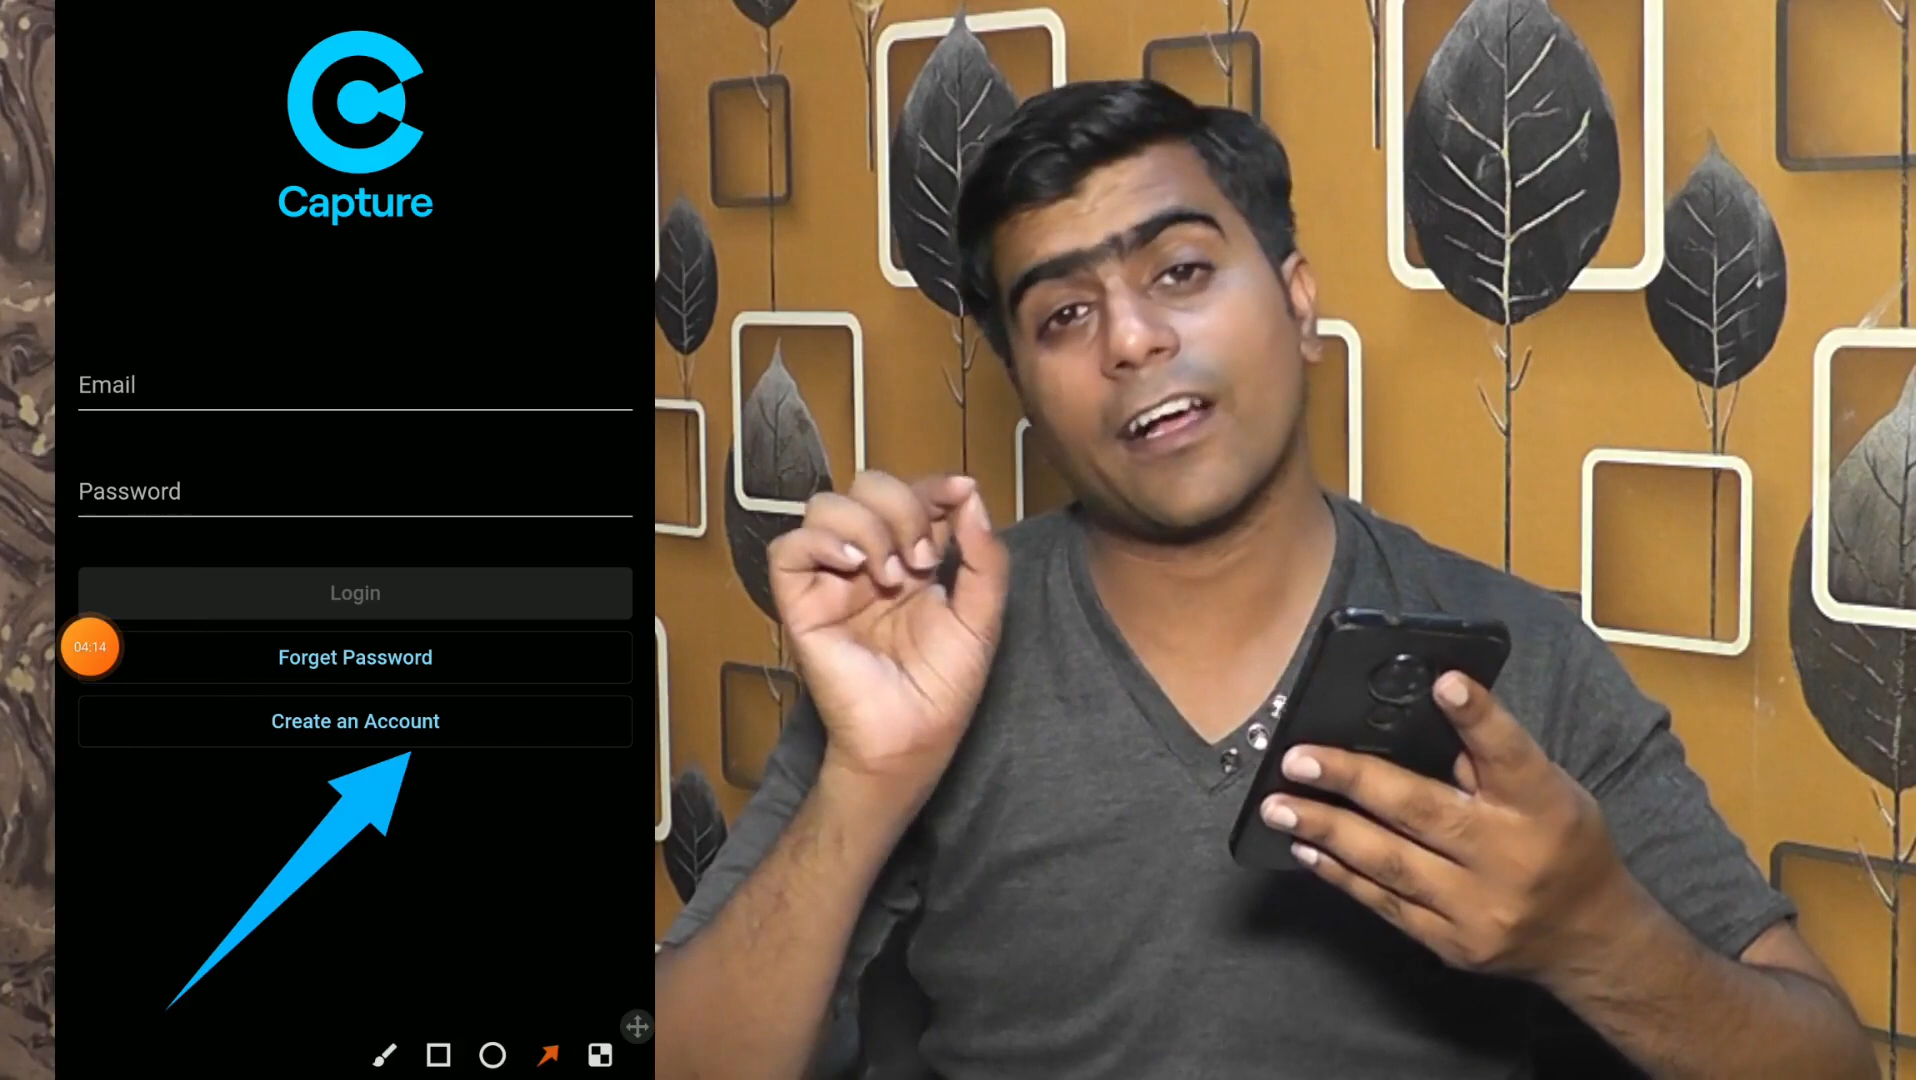 Capture
Email
Password
Login
04:14
Forget Password
Create an Account